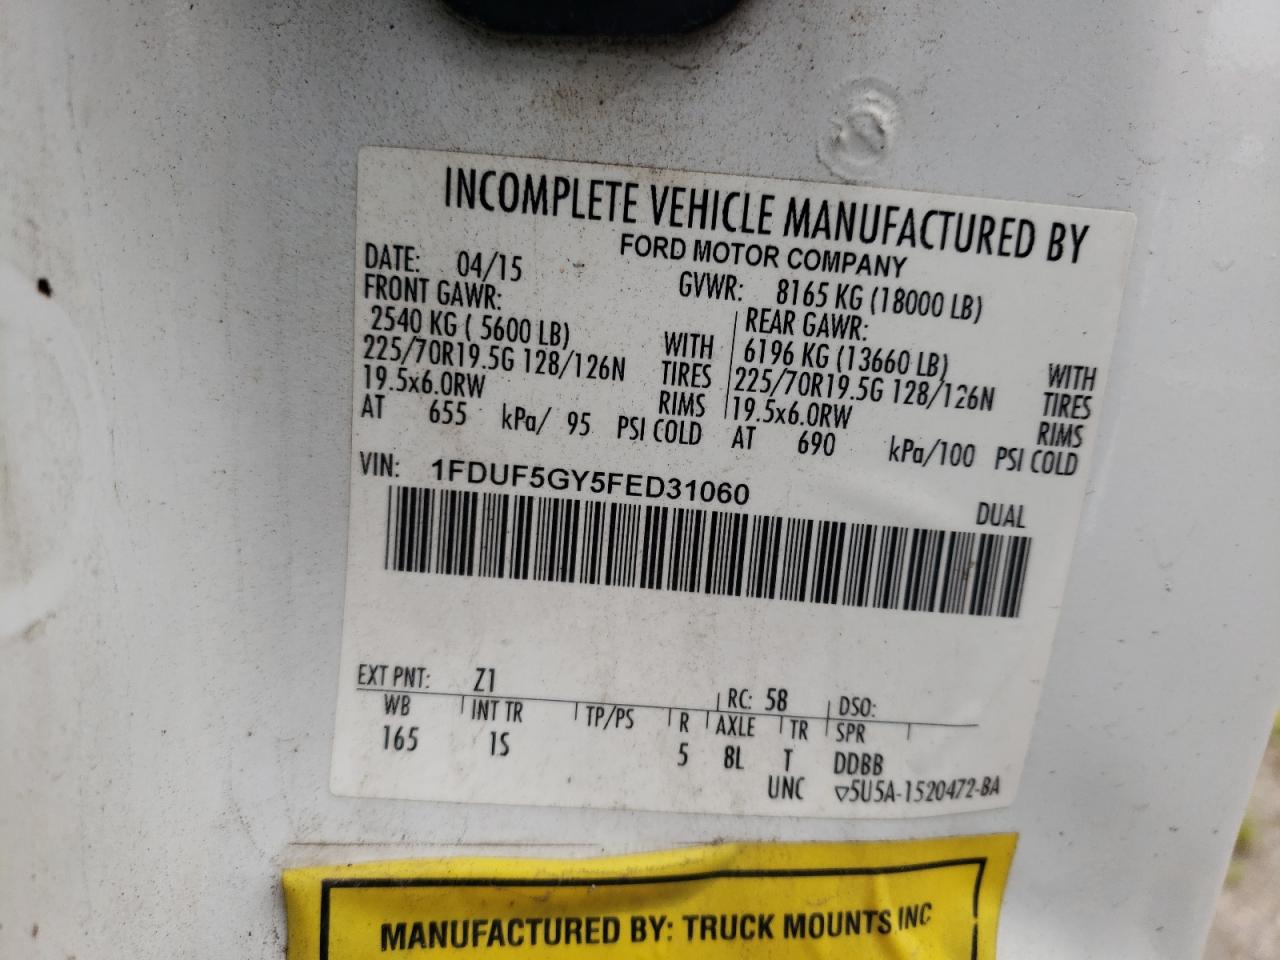 INCOMPLETE VEHICLE MANUFACTURED BY
FORD MOTOR COMPANY
DATE: 04/15 GVWR: 8165 KG (18000 LB)
FRONT GAWR: REAR GAWR:
2540 KG ( 5600 LB) WITH 6196 KG (13660 LB) WITH
225/70R19.5G 128/126N TIRES 225/70R19.5G 128/126N TIRES
19.5x6.0RW RIMS 19.5x6.0RW RIMS
AT 655 kPa/ 95 PSI COLD AT 690 kPa/100 PSI COLD
VIN: 1FDUF5GY5FED31060
DUAL
EXT PNT: Z1 RC: 58 DSO:
WB INT TR TP/PS R AXLE TR SPR
165 1S 5 8L T DDBB
UNC ▽5U5A-1520472-BA
MANUFACTURED BY: TRUCK MOUNTS INC